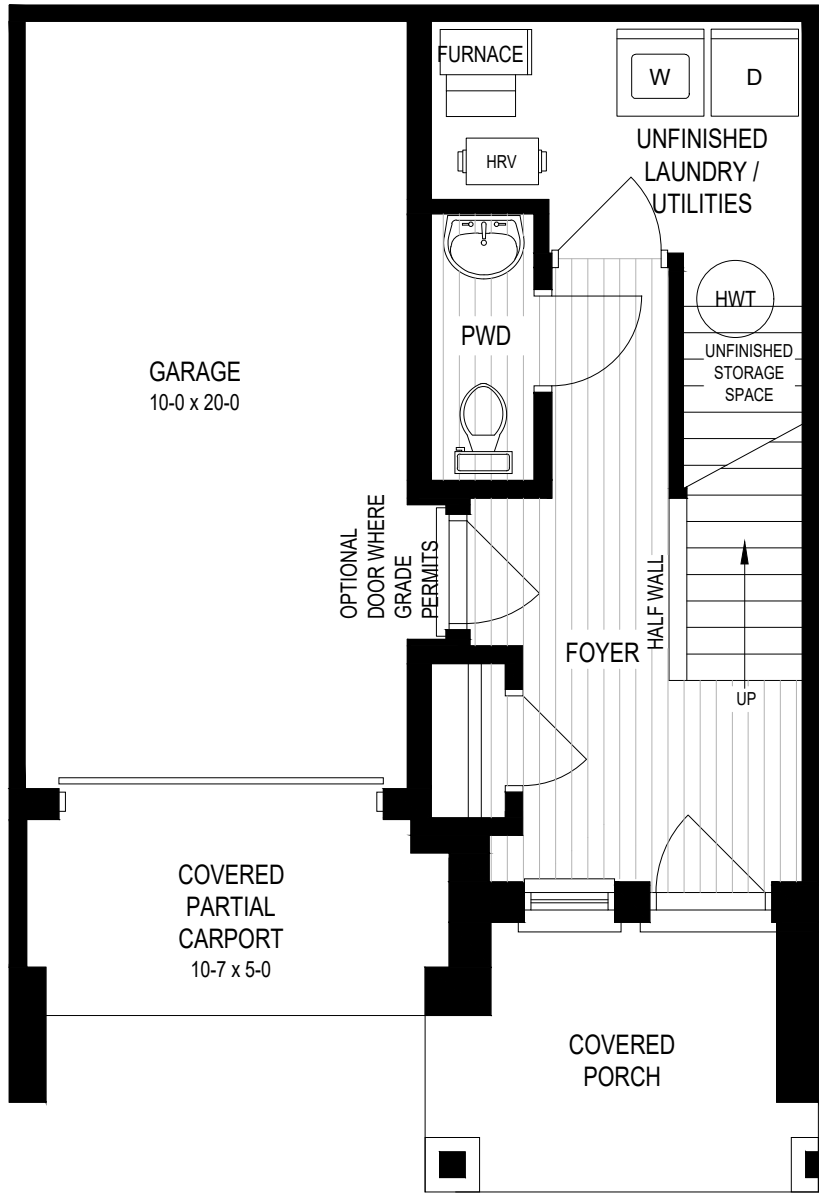 FURNACE
W
D
HRV
UNFINISHED
LAUNDRY /
UTILITIES
HWT
PWD
UNFINISHED
STORAGE
SPACE
GARAGE
10-0 x 20-0
OPTIONAL
DOOR WHERE
GRADE
PERMITS
HALF WALL
FOYER
UP
COVERED
PARTIAL
CARPORT
10-7 x 5-0
COVERED
PORCH